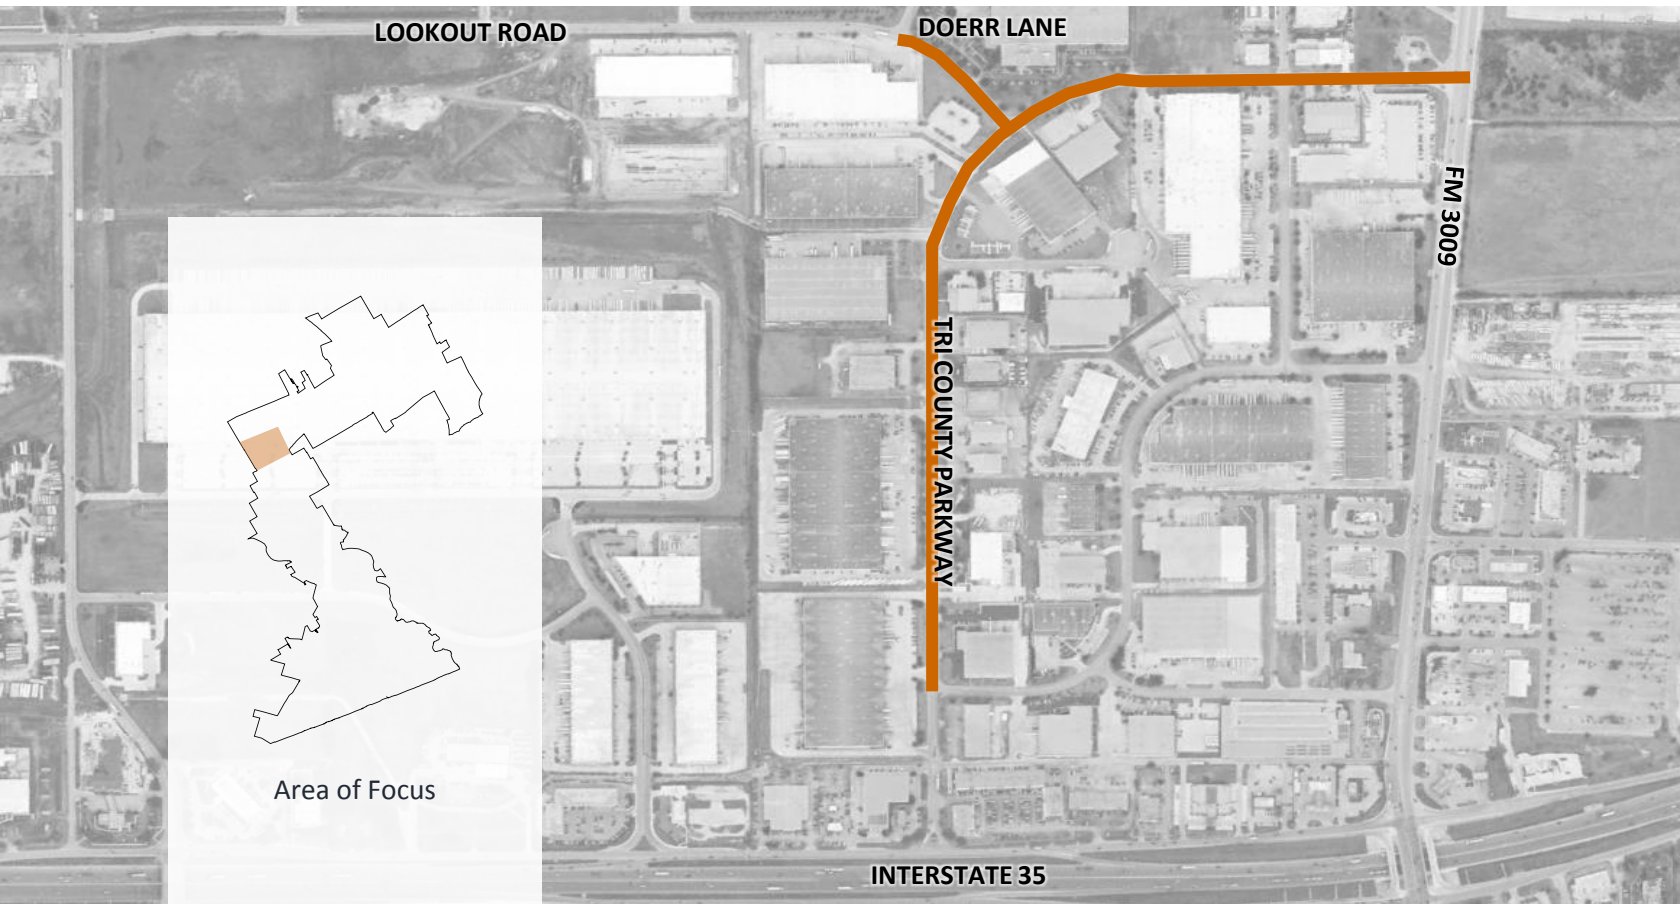 LOOKOUT ROAD
DOERR LANE
FM 3009
TRI COUNTY PARKWAY
Area of Focus
INTERSTATE 35